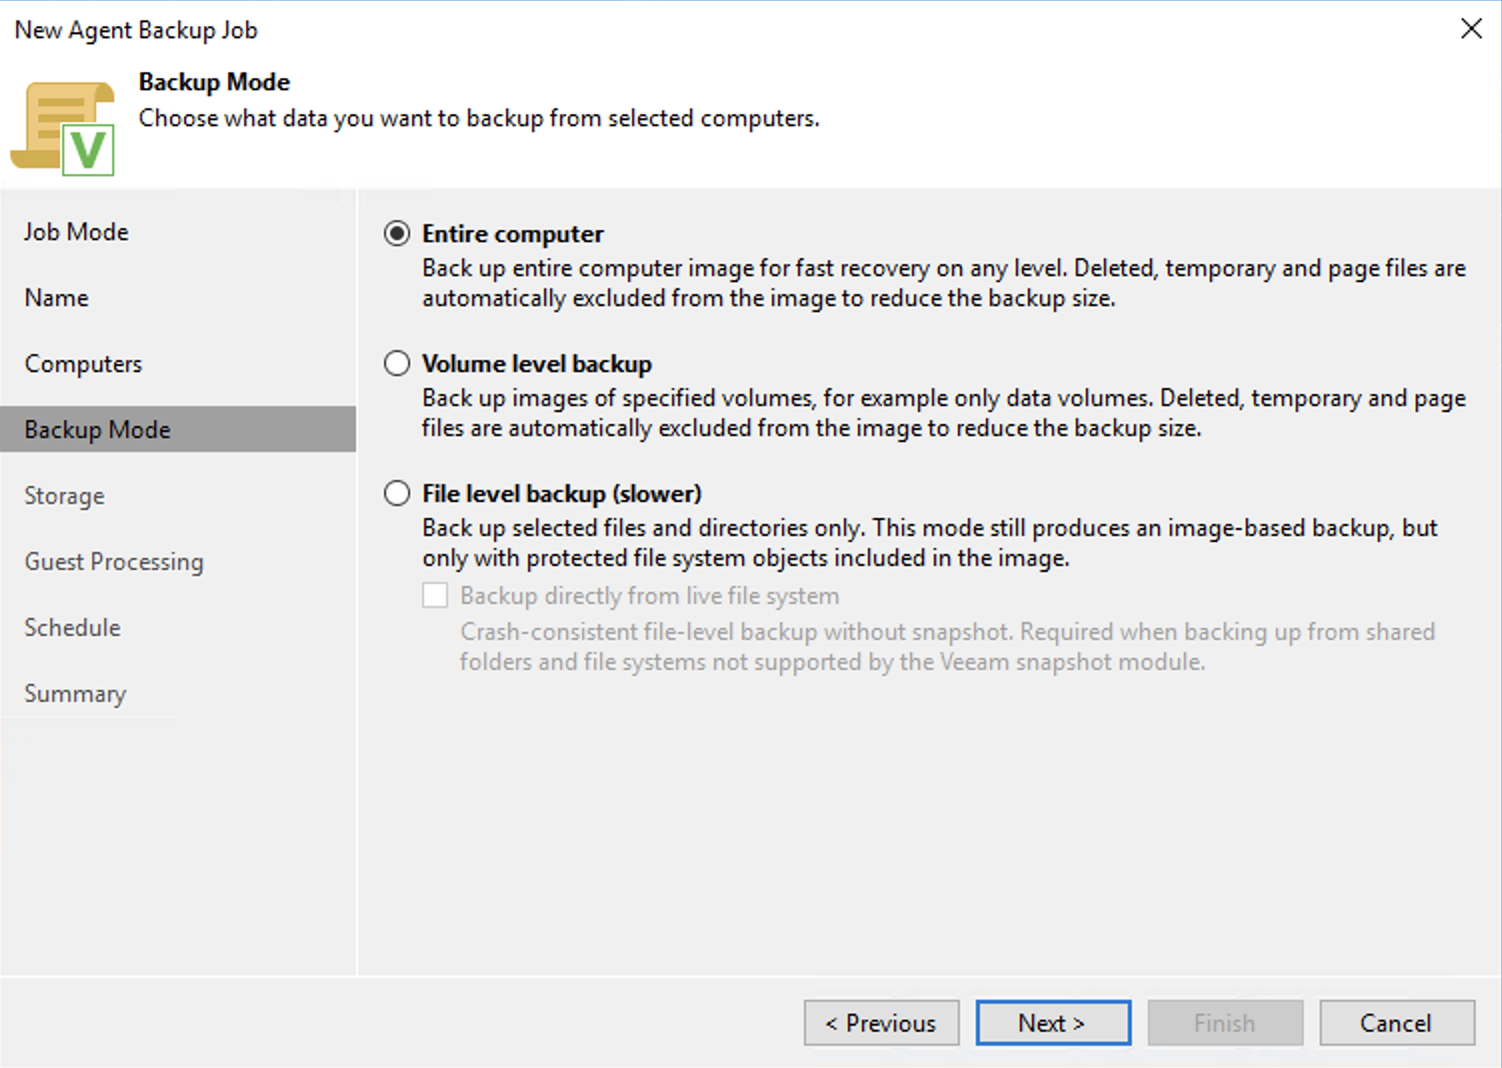 New Agent Backup Job
Backup Mode
Choose what data you want to backup from selected computers.
V
Job Mode
Name
Computers
Backup Mode
Storage
Guest Processing
Schedule
Summary
Entire computer
Back up entire computer image for fast recovery on any level. Deleted, temporary and page files are
automatically excluded from the image to reduce the backup size.
Volume level backup
Back up images of specified volumes, for example only data volumes. Deleted, temporary and page
files are automatically excluded from the image to reduce the backup size.
File level backup (slower)
Back up selected files and directories only. This mode still produces an image-based backup, but
only with protected file system objects included in the image.
Backup directly from live file system
Crash-consistent file-level backup without snapshot. Required when backing up from shared
folders and file systems not supported by the Veeam snapshot module.
< Previous
Next >
Finish
Cancel